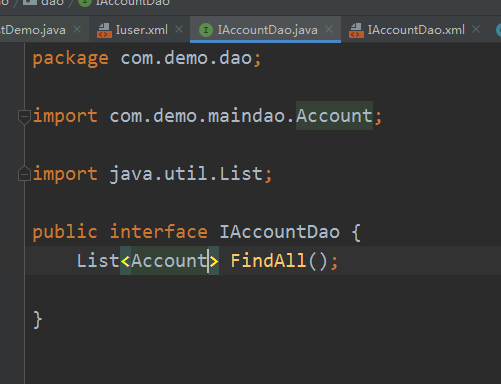 dao
IAccountDao
stDemo.java
Iuser.xml
IAccountDao.java
IAccountDao.xml
package com.demo.dao;
import com.demo.maindao.Account;
import java.util.List;
public interface IAccountDao {
List<Account> FindAll();
}